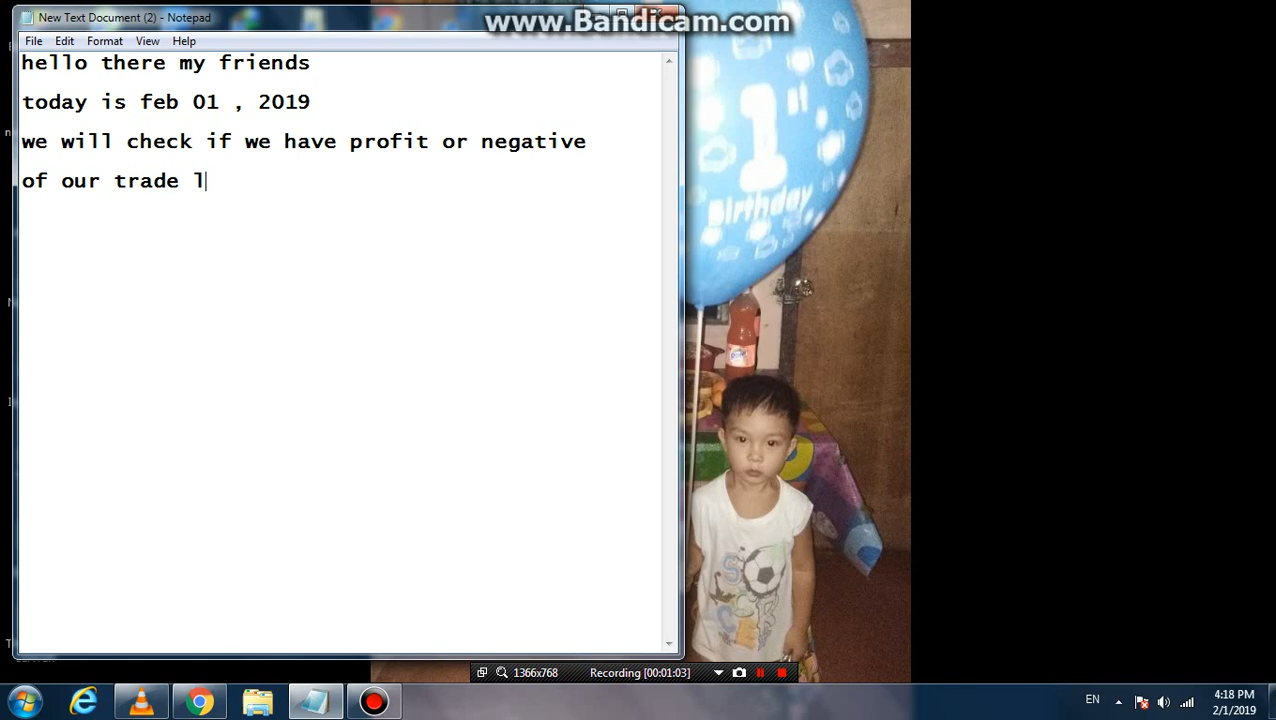 New Text Document (2) - Notepad
www.Bandicam.com
File Edit Format View Help
hello there my friends
today is feb 01 , 2019
we will check if we have profit or negative
of our trade l
1st
Birthday
1366x768 Recording [00:01:03]
EN 4:18 PM
2/1/2019